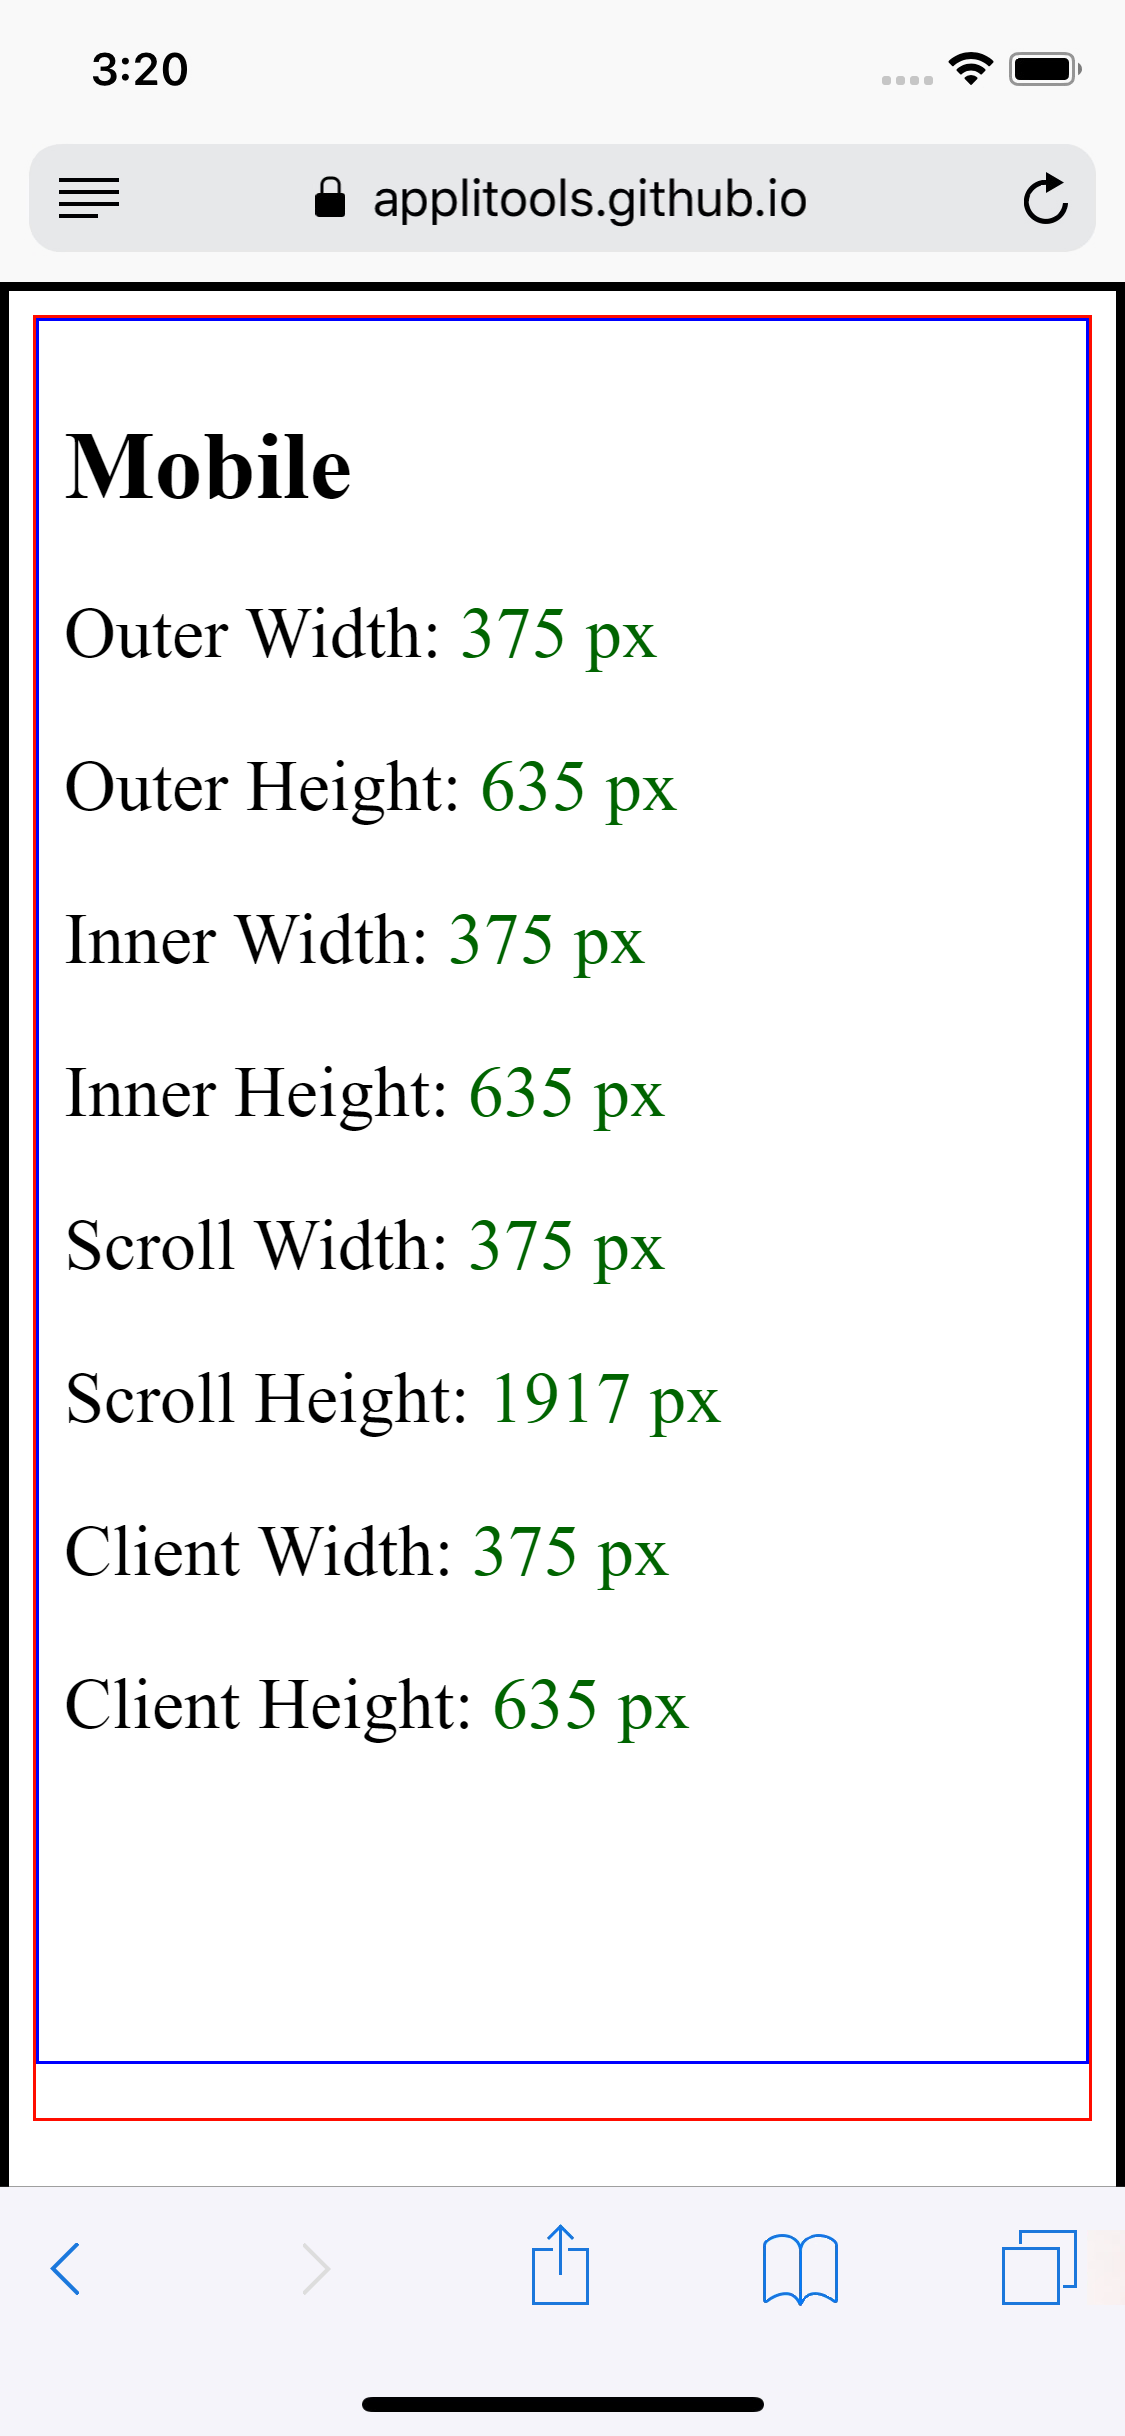 3:20
applitools.github.io
Mobile
Outer Width: 375 px
Outer Height: 635 px
Inner Width: 375 px
Inner Height: 635 px
Scroll Width: 375 px
Scroll Height: 1917 px
Client Width: 375 px
Client Height: 635 px